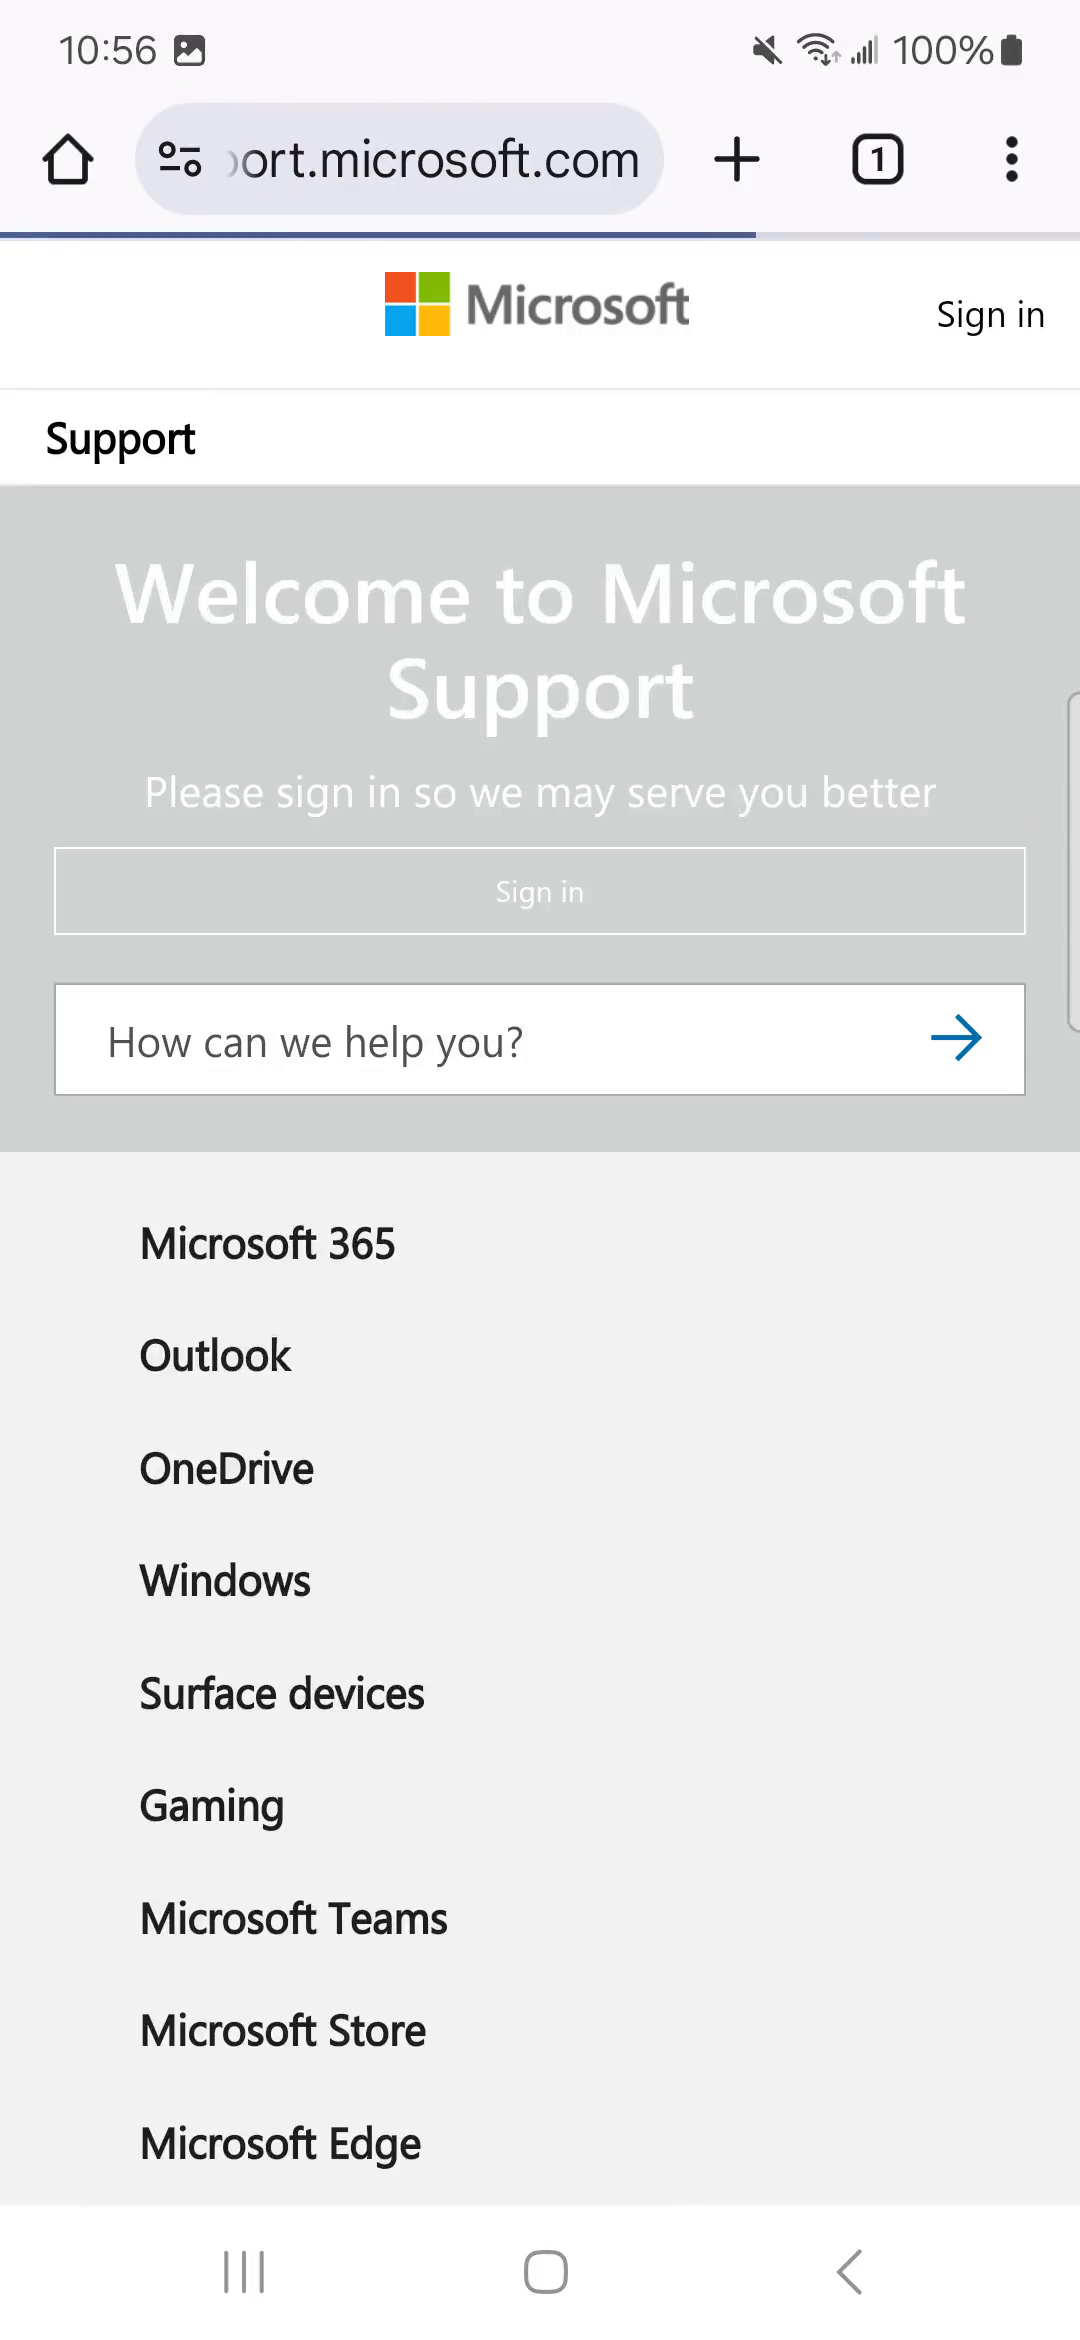 10:56
100%
ort.microsoft.com
1
Microsoft
Sign in
Support
Welcome to Microsoft
Support
Please sign in so we may serve you better
Sign in
How can we help you?
Microsoft 365
Outlook
OneDrive
Windows
Surface devices
Gaming
Microsoft Teams
Microsoft Store
Microsoft Edge